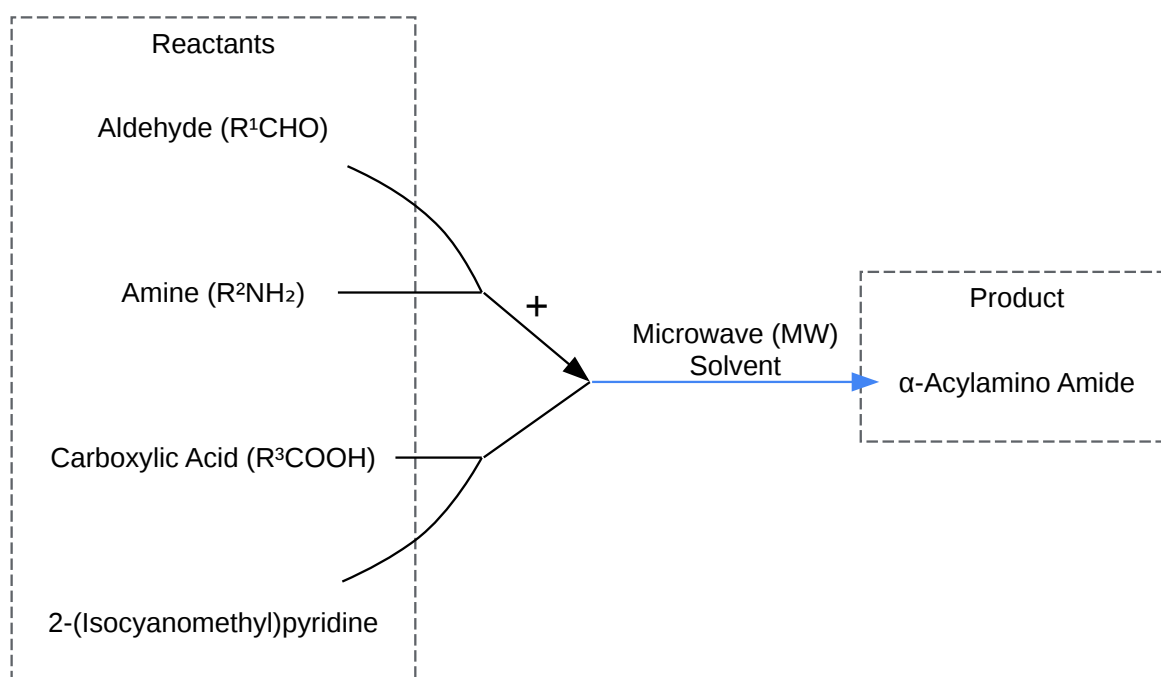 Reactants
Aldehyde (R¹CHO)
Amine (R²NH₂)
+
Microwave (MW)
Solvent
Product
α-Acylamino Amide
Carboxylic Acid (R³COOH)
2-(Isocyanomethyl)pyridine